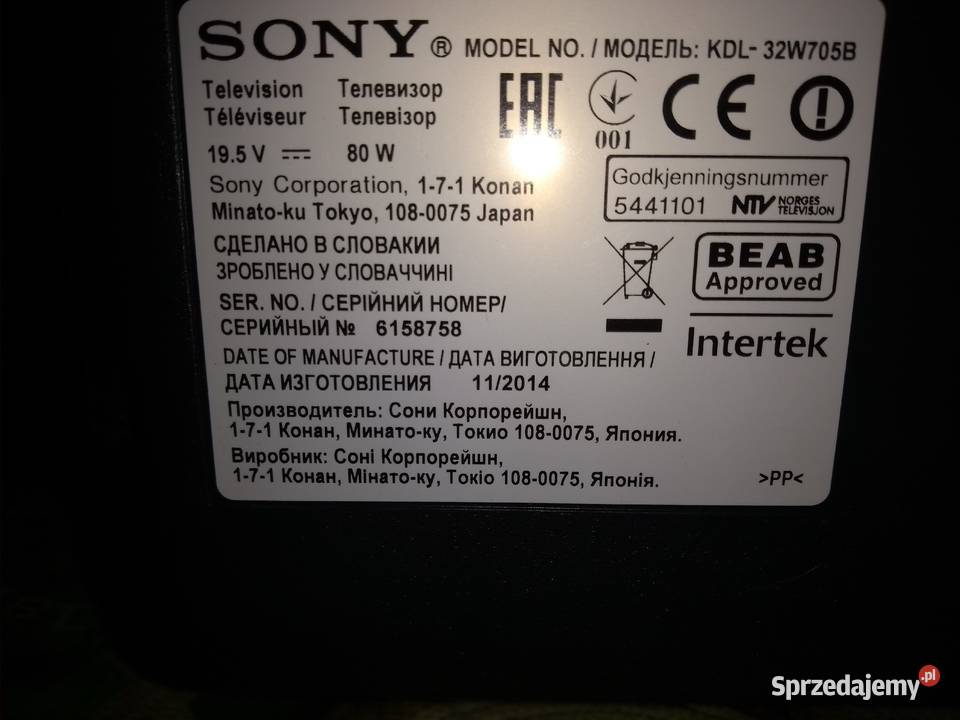 SONY® MODEL NO. / МОДЕЛЬ: KDL- 32W705B
Television Телевизор
Téléviseur Телевізор
19.5 V 80 W
EAC
001
CE
Sony Corporation, 1-7-1 Konan
Minato-ku Tokyo, 108-0075 Japan
Godkjenningsnummer
5441101 NTV NORGES TELEVISJON
СДЕЛАНО В СЛОВАКИИ
ЗРОБЛЕНО У СЛОВАЧЧИНІ
BEAB
Approved
Intertek
SER. NO. / СЕРІЙНИЙ НОМЕР/
СЕРИЙНЫЙ № 6158758
DATE OF MANUFACTURE / ДАТА ВИГОТОВЛЕННЯ /
ДАТА ИЗГОТОВЛЕНИЯ 11/2014
Производитель: Сони Корпорейшн,
1-7-1 Конан, Минато-ку, Токио 108-0075, Япония.
Виробник: Соні Корпорейшн,
1-7-1 Конан, Мінато-ку, Токіо 108-0075, Японія.
>PP<
Sprzedajemy.pl